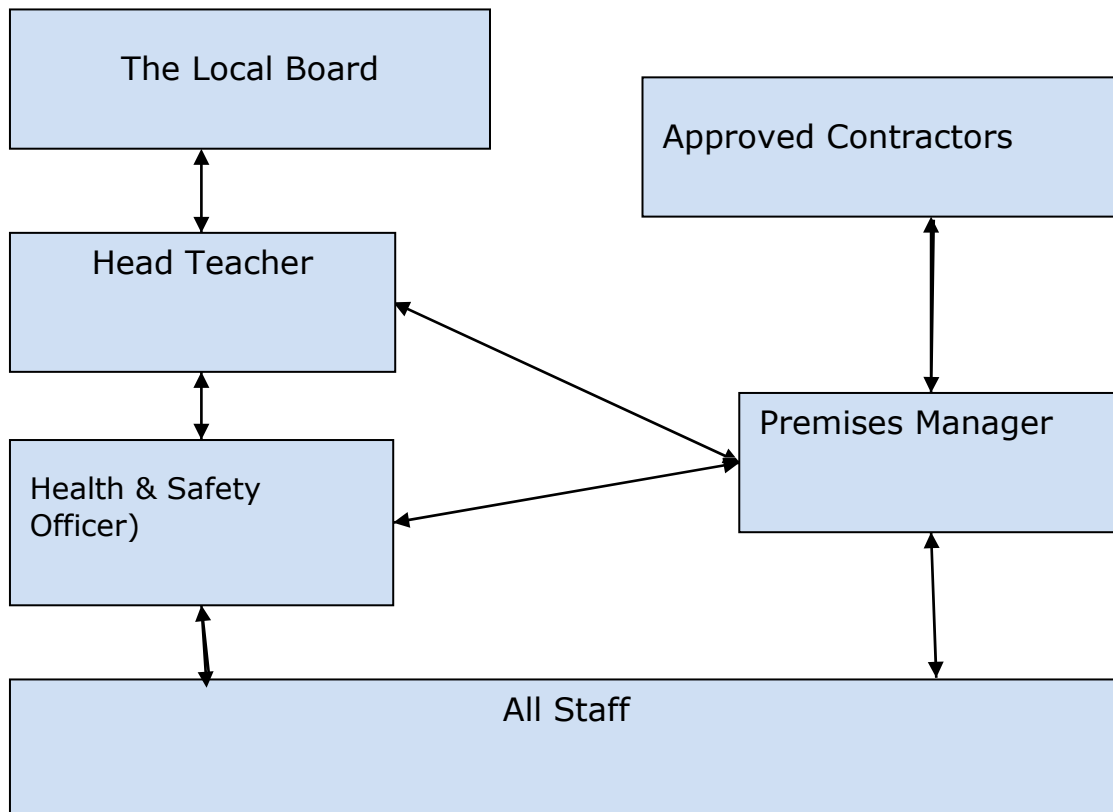 The Local Board
Approved Contractors
Head Teacher
Premises Manager
Health & Safety
Officer)
All Staff